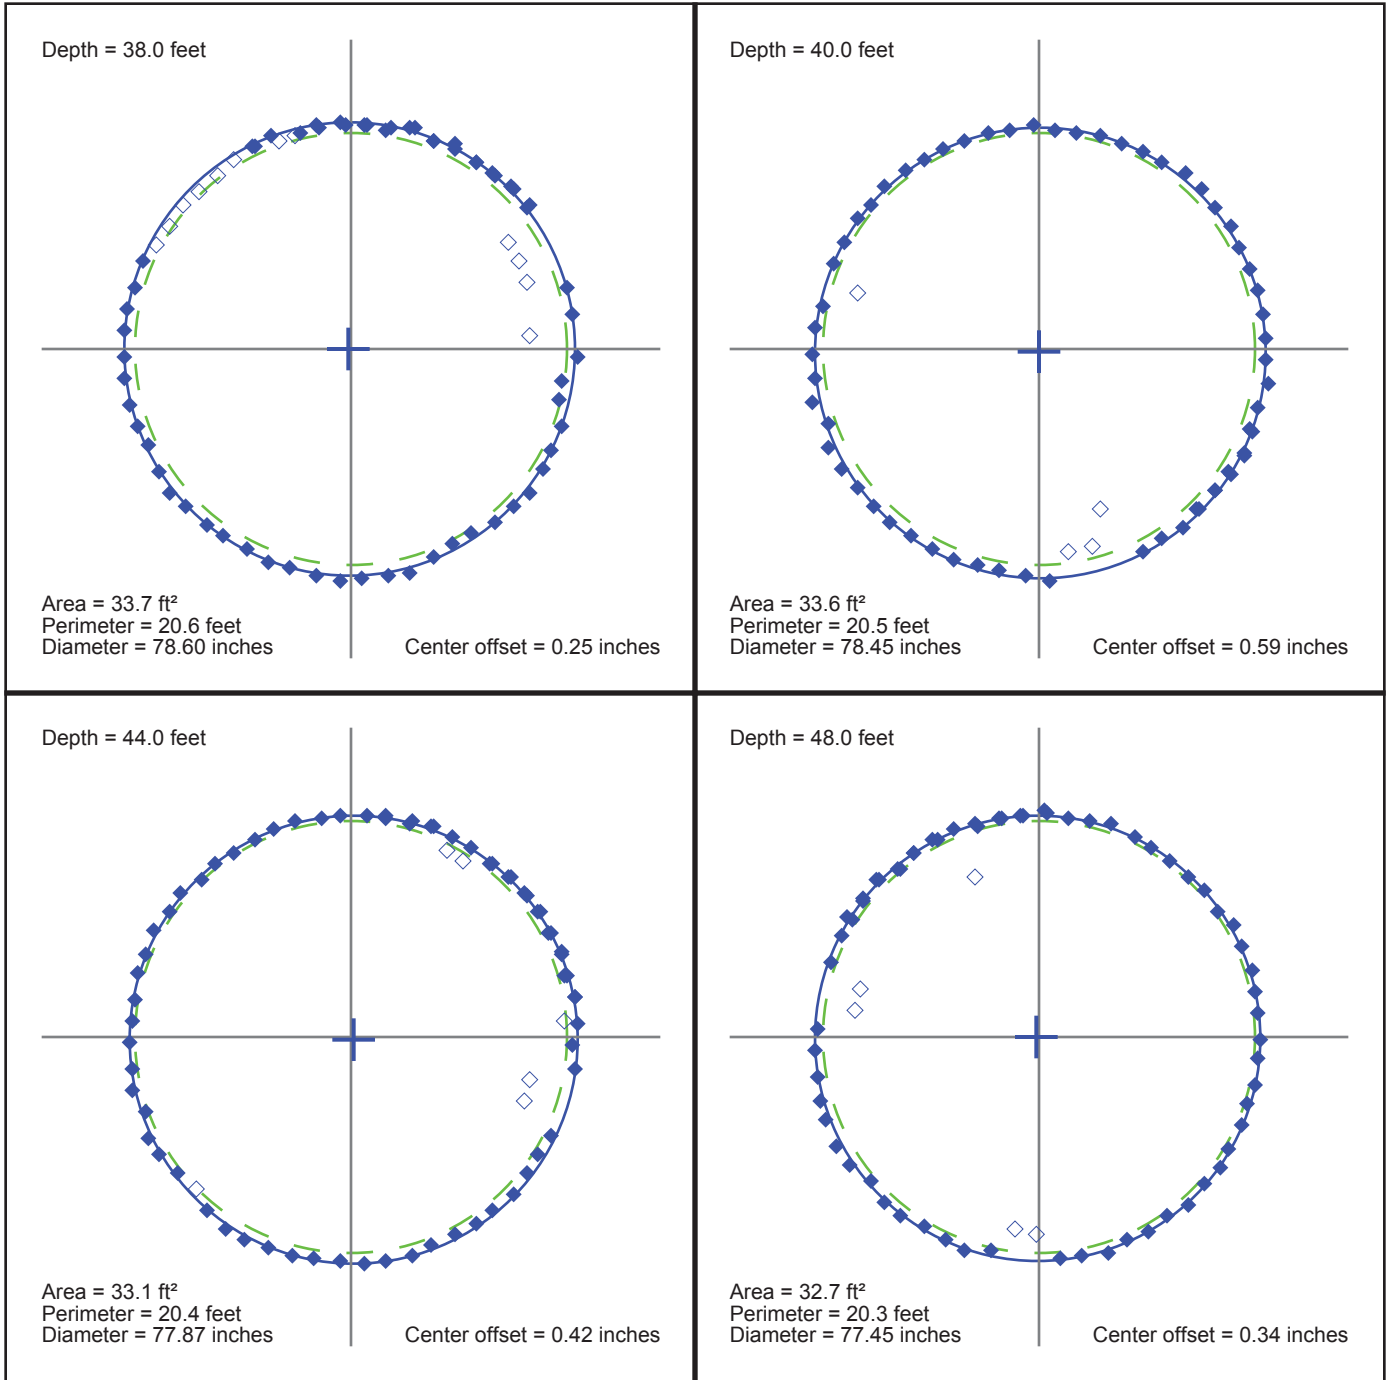 Depth = 38.0 feet
Area = 33.7 ft²
Perimeter = 20.6 feet
Diameter = 78.60 inches
Center offset = 0.25 inches
Depth = 40.0 feet
Area = 33.6 ft²
Perimeter = 20.5 feet
Diameter = 78.45 inches
Center offset = 0.59 inches
Depth = 44.0 feet
Area = 33.1 ft²
Perimeter = 20.4 feet
Diameter = 77.87 inches
Center offset = 0.42 inches
Depth = 48.0 feet
Area = 32.7 ft²
Perimeter = 20.3 feet
Diameter = 77.45 inches
Center offset = 0.34 inches